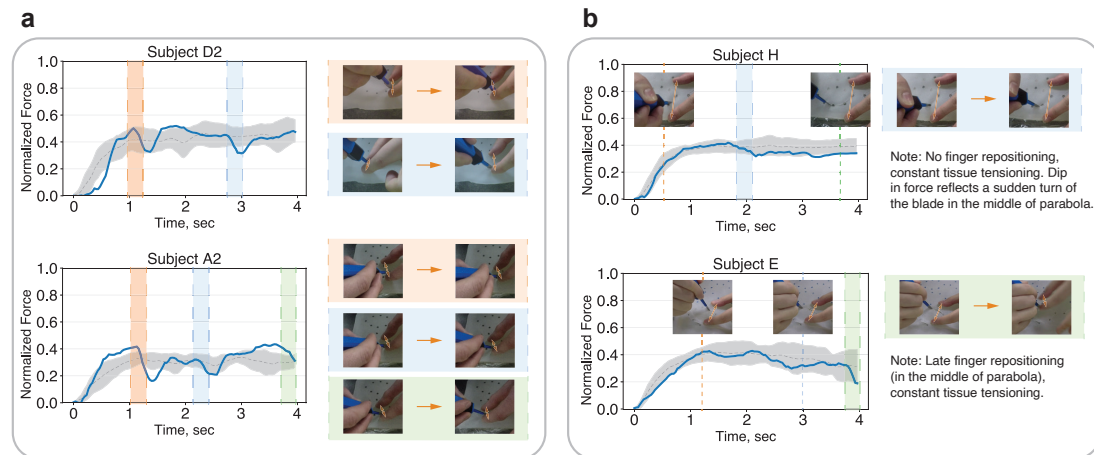 a
Subject D2
Normalized Force
1.0
0.8
0.6
0.4
0.2
0.0
0
1
2
3
4
Time, sec
Subject A2
Normalized Force
1.0
0.8
0.6
0.4
0.2
0.0
0
1
2
3
4
Time, sec
b
Subject H
Normalized Force
1.0
0.8
0.6
0.4
0.2
0.0
0
1
2
3
4
Time, sec
Note: No finger repositioning,
constant tissue tensioning. Dip
in force reflects a sudden turn of
the blade in the middle of parabola.
Subject E
Normalized Force
1.0
0.8
0.6
0.4
0.2
0.0
0
1
2
3
4
Time, sec
Note: Late finger repositioning
(in the middle of parabola),
constant tissue tensioning.